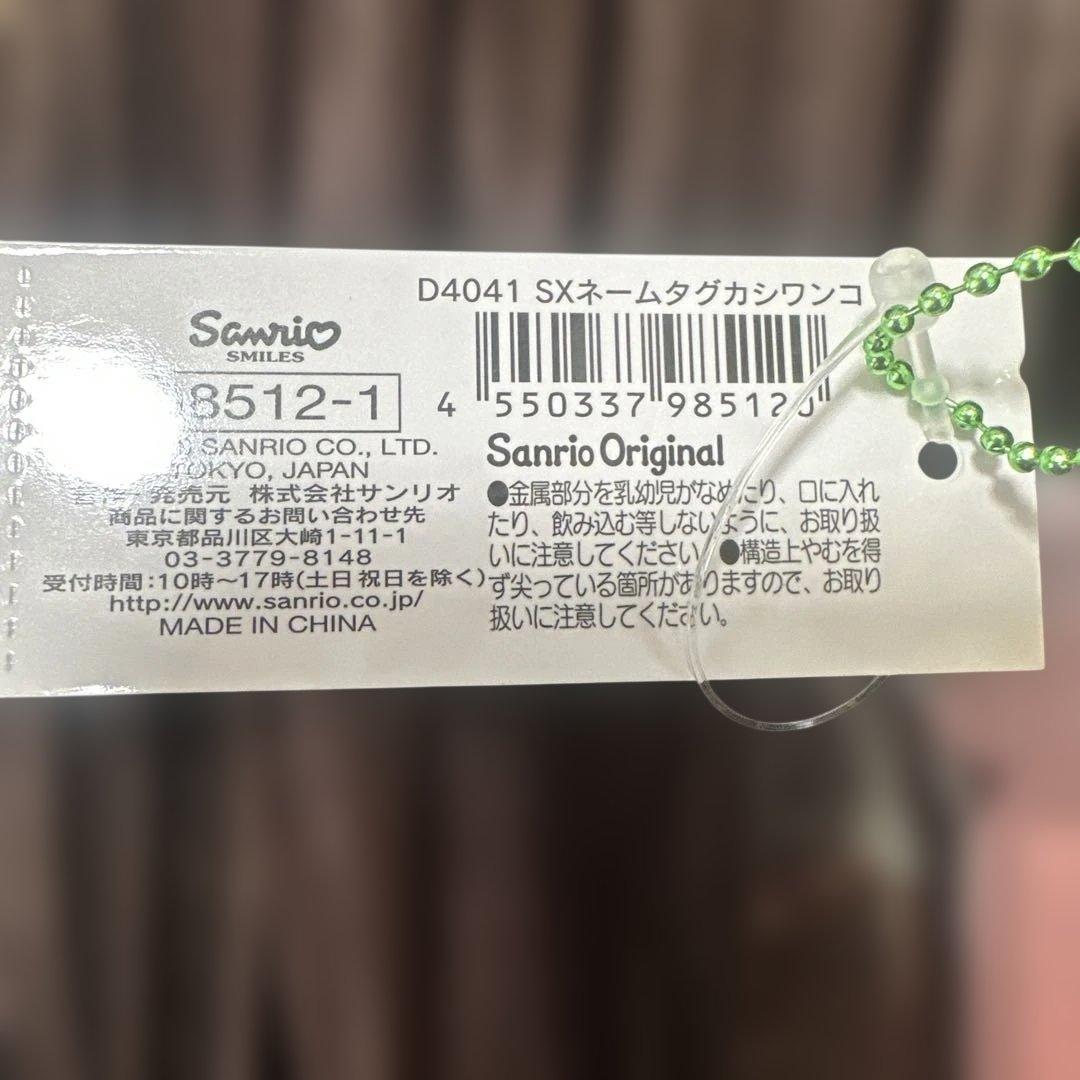 D4041 SXネームタグカシワンコ
Sanrio
SMILES
8512-1
SANRIO CO., LTD.
TOKYO, JAPAN
発売元 株式会社サンリオ
商品に関するお問い合わせ先
東京都品川区大崎1-11-1
03-3779-8148
受付時間:10時〜17時(土日祝日を除く)
http://www.sanrio.co.jp/
MADE IN CHINA
4 550337 985120
Sanrio Original
●金属部分を乳幼児がなめたり、口に入れ
たり、飲み込む等しないように、お取り扱
いに注意してください。●構造上やむを得
ず尖っている箇所がありますので、お取り
扱いに注意してください。